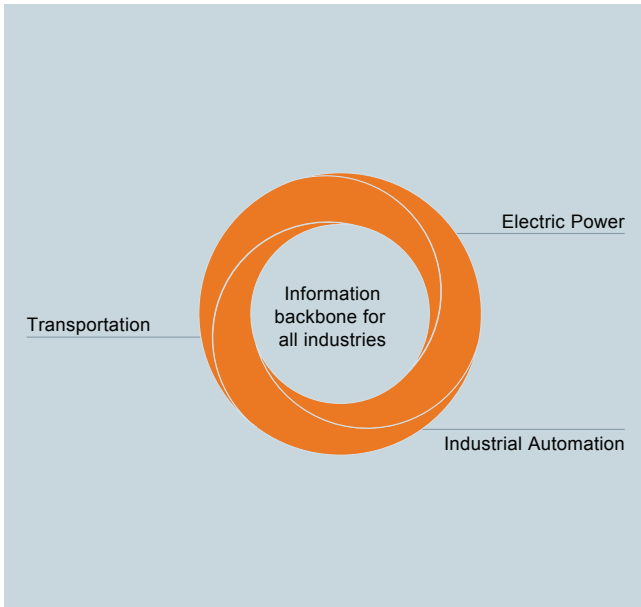 Electric Power
Information
backbone for
all industries
Transportation
Industrial Automation